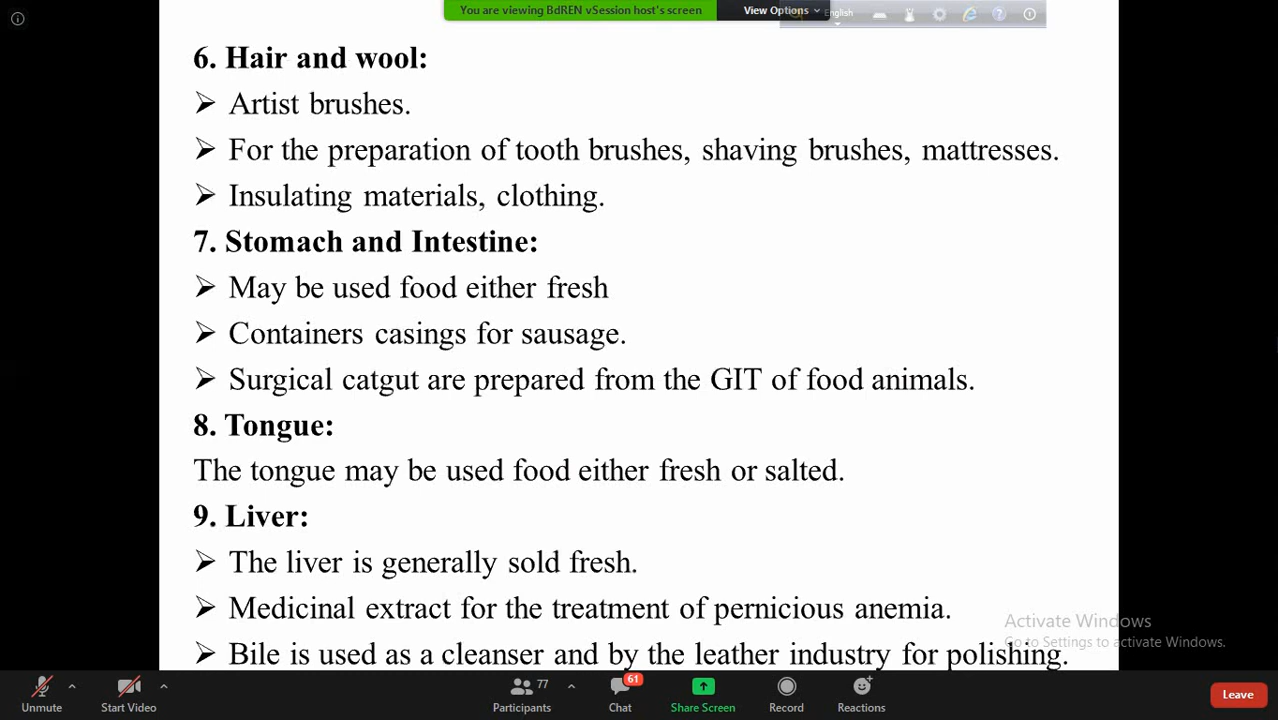 You are viewing BdREN vSession host's screen
View Options
English
6. Hair and wool:
➢ Artist brushes.
➢ For the preparation of tooth brushes, shaving brushes, mattresses.
➢ Insulating materials, clothing.
7. Stomach and Intestine:
➢ May be used food either fresh
➢ Containers casings for sausage.
➢ Surgical catgut are prepared from the GIT of food animals.
8. Tongue:
The tongue may be used food either fresh or salted.
9. Liver:
➢ The liver is generally sold fresh.
➢ Medicinal extract for the treatment of pernicious anemia.
➢ Bile is used as a cleanser and by the leather industry for polishing.
Activate Windows
Go to Settings to activate Windows.
77
61
Unmute
Start Video
Participants
Chat
Share Screen
Record
Reactions
Leave